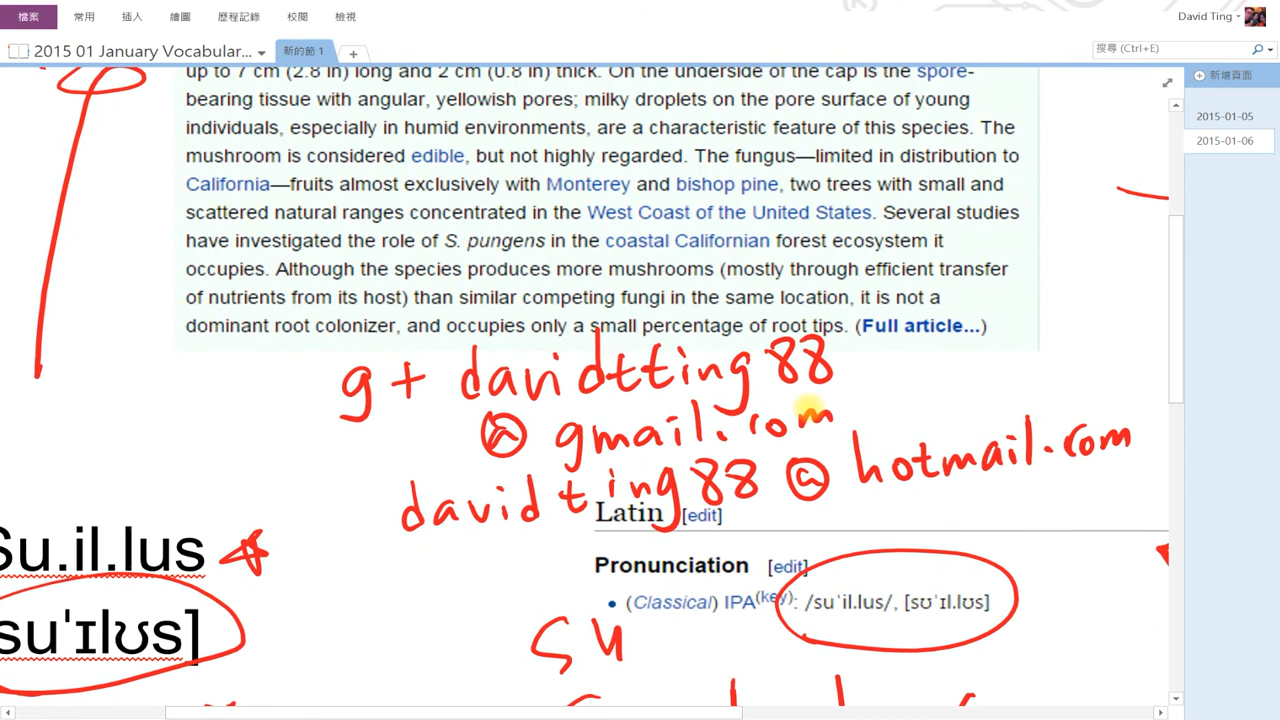 檔案 常用 插入 繪圖 歷程記錄 校閱 檢視 David Ting
2015 01 January Vocabular... 新的節 1 搜尋 (Ctrl+E)
新增頁面
2015-01-05
2015-01-06
up to 7 cm (2.8 in) long and 2 cm (0.8 in) thick. On the underside of the cap is the spore-
bearing tissue with angular, yellowish pores; milky droplets on the pore surface of young
individuals, especially in humid environments, are a characteristic feature of this species. The
mushroom is considered edible, but not highly regarded. The fungus—limited in distribution to
California—fruits almost exclusively with Monterey and bishop pine, two trees with small and
scattered natural ranges concentrated in the West Coast of the United States. Several studies
have investigated the role of S. pungens in the coastal Californian forest ecosystem it
occupies. Although the species produces more mushrooms (mostly through efficient transfer
of nutrients from its host) than similar competing fungi in the same location, it is not a
dominant root colonizer, and occupies only a small percentage of root tips. (Full article...)
g+ davidtting88
@ gmail.com
davidting88 @ hotmail.com
Latin [edit]
Su.il.lus
Pronunciation [edit]
(Classical) IPA(key): /suˈil.lus/, [sʊˈɪl.lʊs]
suˈɪlʊs]
su